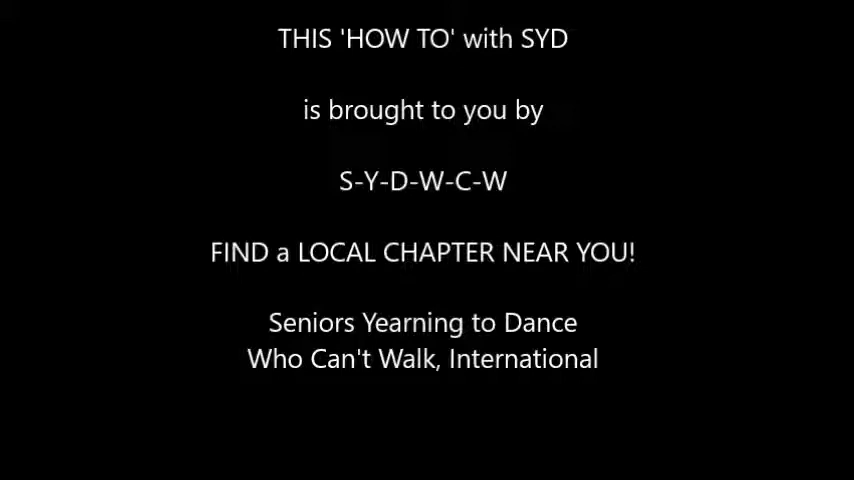 THIS 'HOW TO' with SYD
is brought to you by
S-Y-D-W-C-W
FIND a LOCAL CHAPTER NEAR YOU!
Seniors Yearning to Dance
Who Can't Walk, International